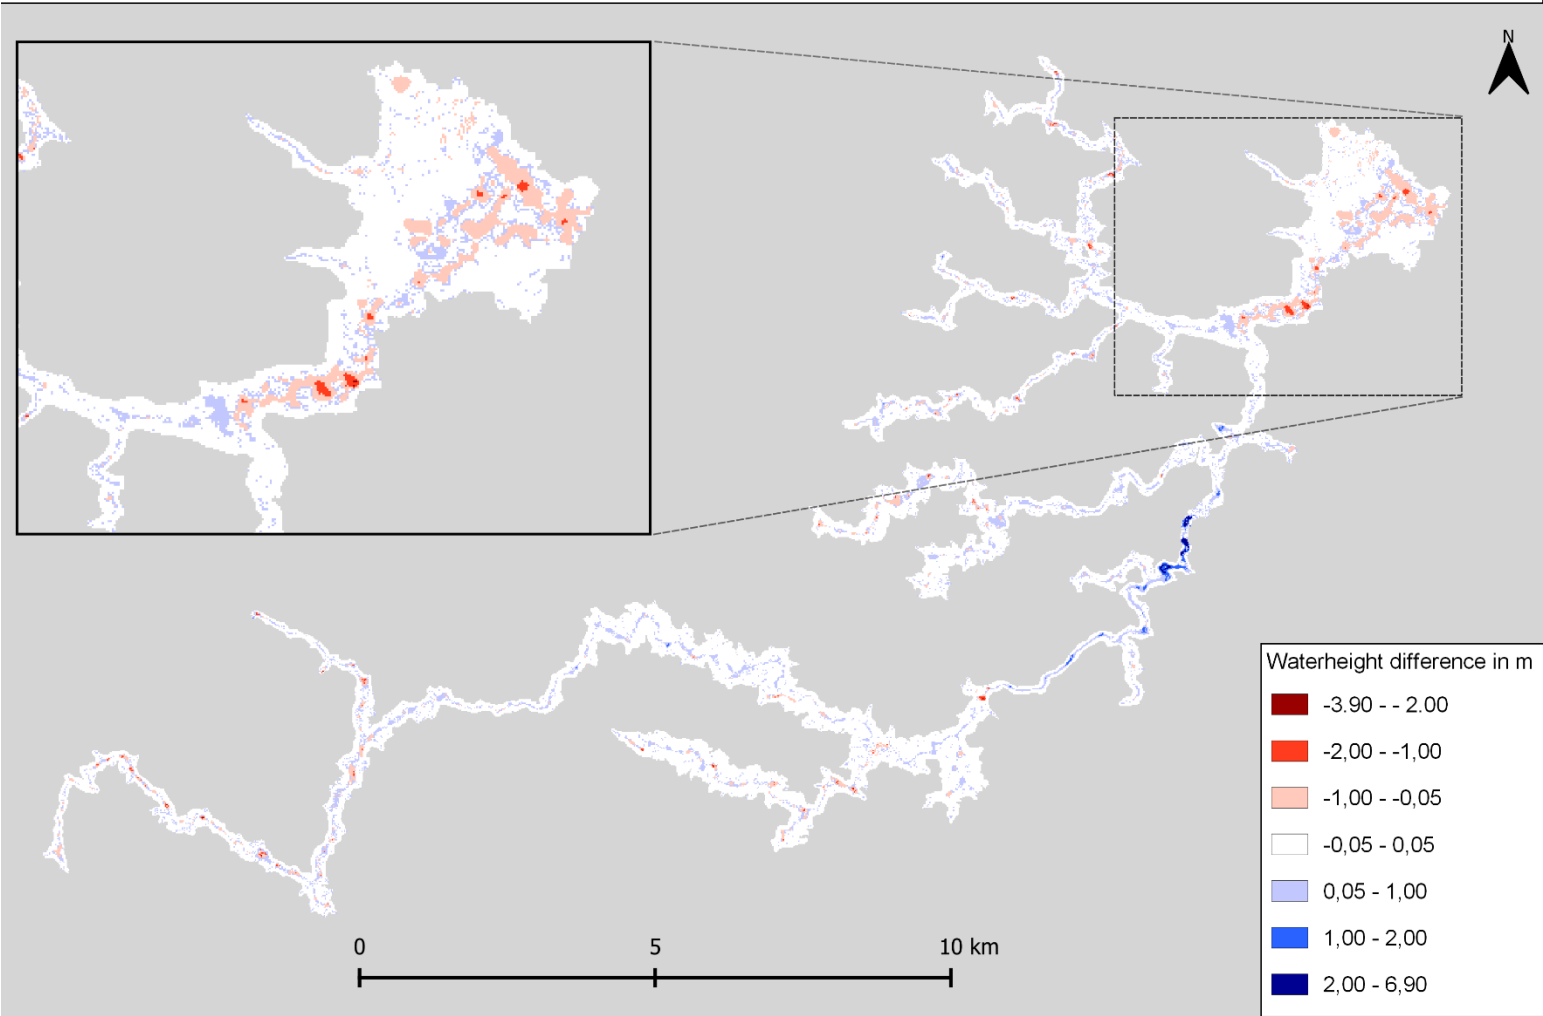 N
Waterheight difference in m
-3.90 - - 2.00
-2,00 - -1,00
-1,00 - -0,05
-0,05 - 0,05
0,05 - 1,00
1,00 - 2,00
2,00 - 6,90
0 5 10 km